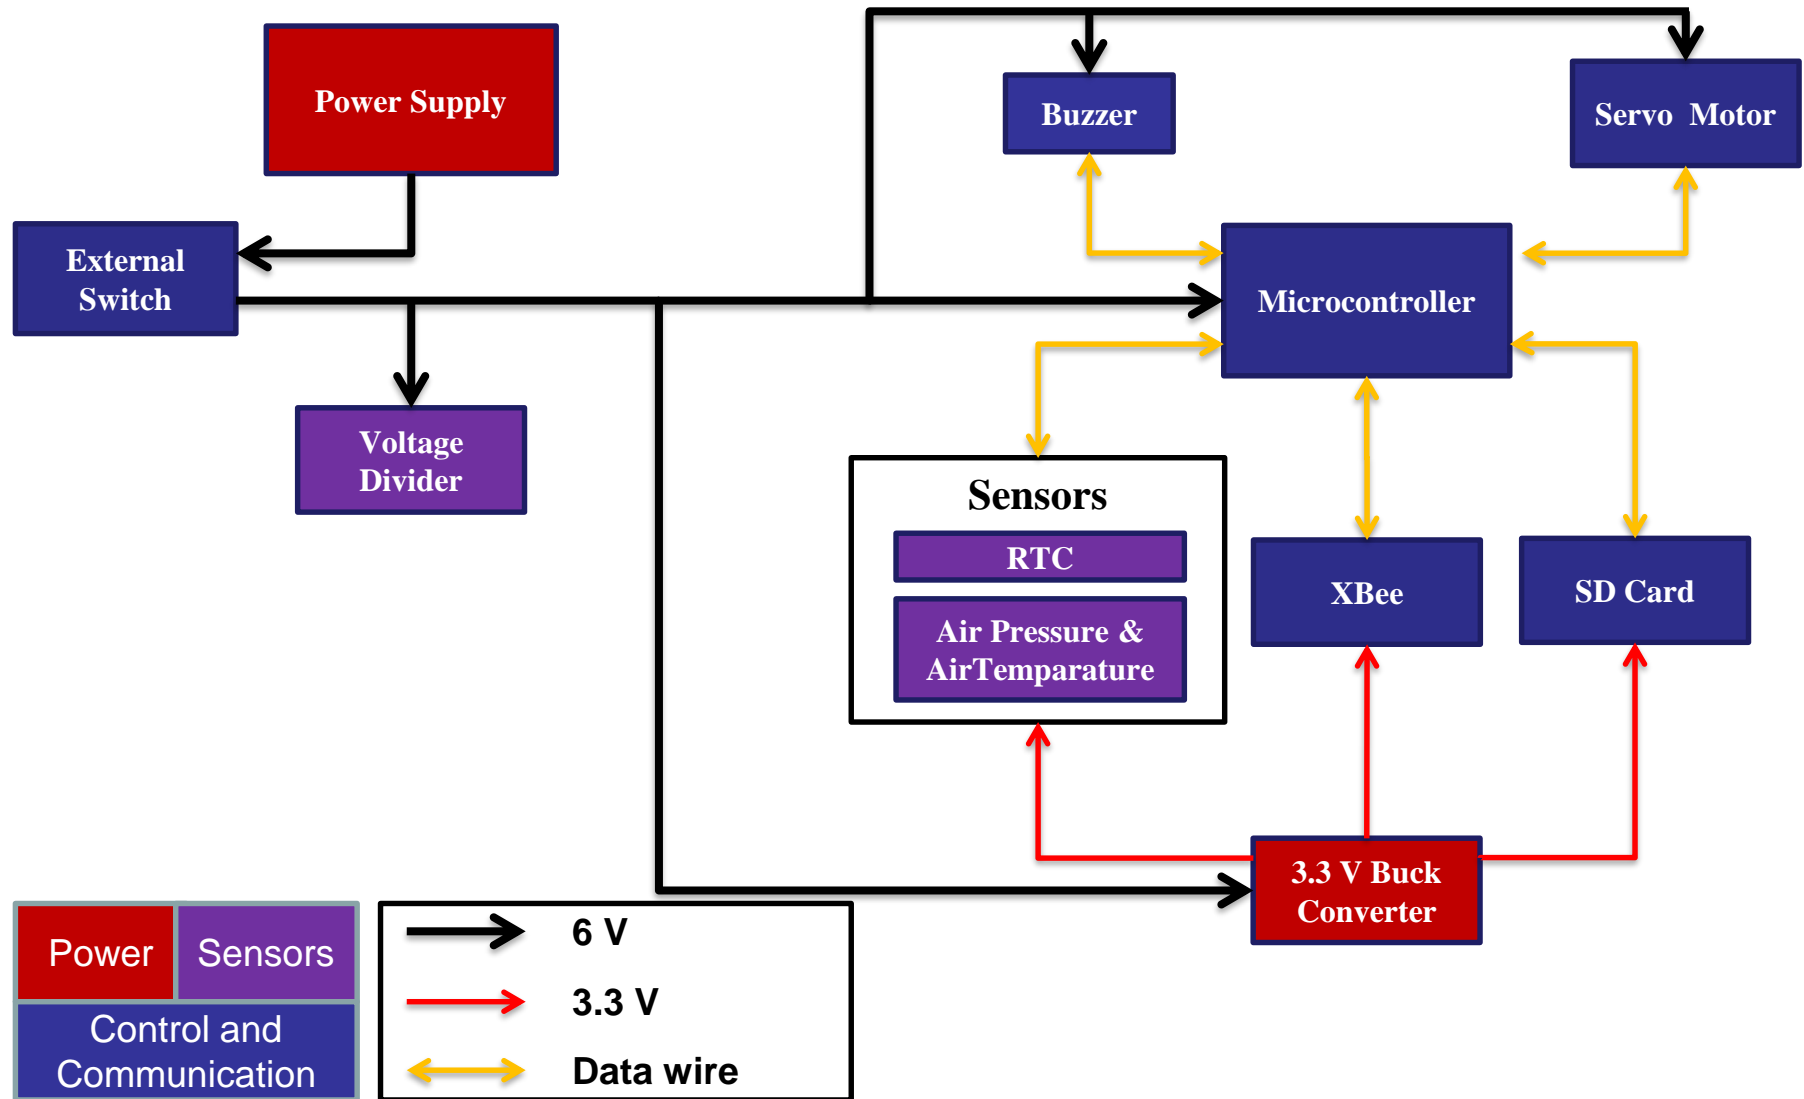 Power Supply
Buzzer
Servo  Motor
External
Switch
Microcontroller
Voltage
Divider
Sensors
RTC
Air Pressure &
AirTemparature
XBee
SD Card
3.3 V Buck
Converter
Power
Sensors
Control and
Communication
6 V
3.3 V
Data wire